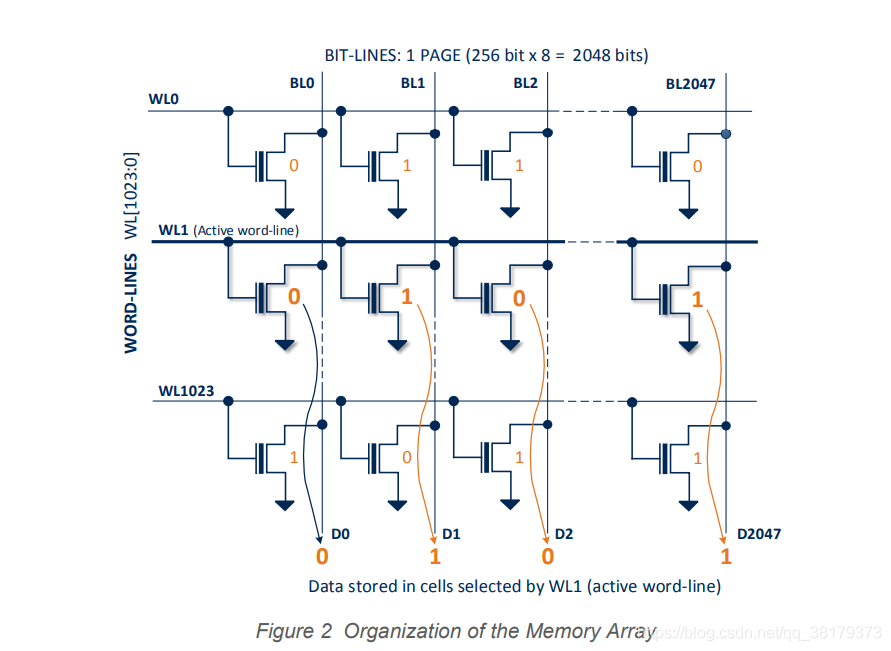 BIT-LINES: 1 PAGE (256 bit x 8 = 2048 bits)
BL0 BL1 BL2 BL2047
WL0
0 1 1 0
WORD-LINES WL[1023:0]
WL1 (Active word-line)
0 1 0 1
WL1023
1 0 1 1
D0 D1 D2 D2047
0 1 0 1
Data stored in cells selected by WL1 (active word-line)
Figure 2 Organization of the Memory Array
https://blog.csdn.net/qq_38179373